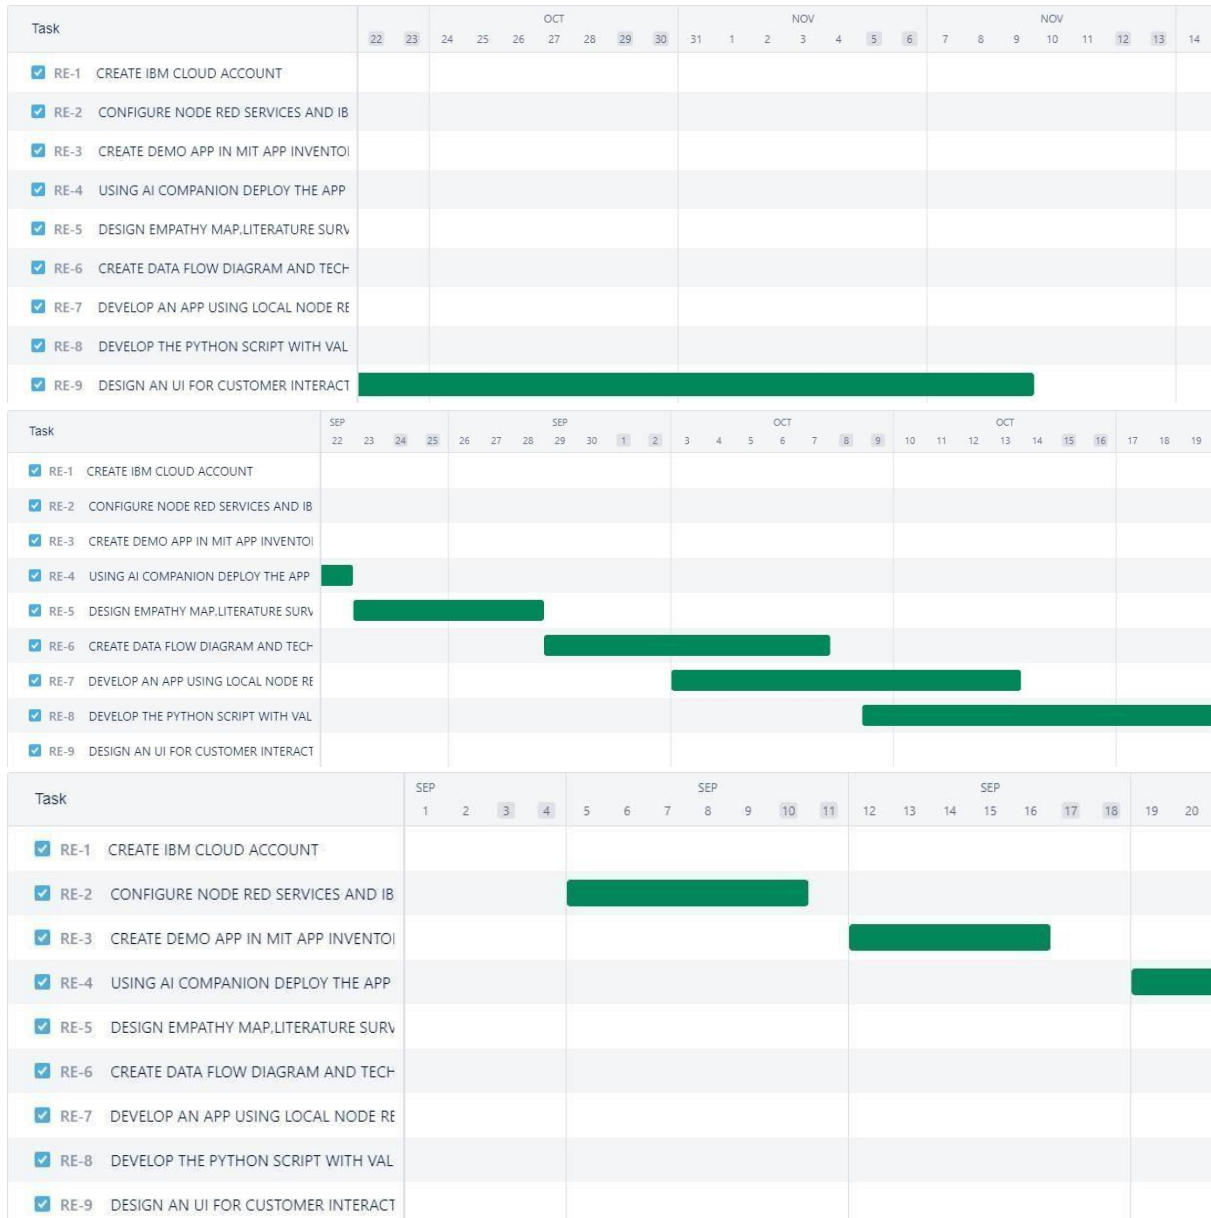 Task OCT NOV NOV
22 23 24 25 26 27 28 29 30 31 1 2 3 4 5 6 7 8 9 10 11 12 13 14
RE-1 CREATE IBM CLOUD ACCOUNT
RE-2 CONFIGURE NODE RED SERVICES AND IB
RE-3 CREATE DEMO APP IN MIT APP INVENTO
RE-4 USING AI COMPANION DEPLOY THE APP
RE-5 DESIGN EMPATHY MAP,LITERATURE SURV
RE-6 CREATE DATA FLOW DIAGRAM AND TECH
RE-7 DEVELOP AN APP USING LOCAL NODE RE
RE-8 DEVELOP THE PYTHON SCRIPT WITH VAL
RE-9 DESIGN AN UI FOR CUSTOMER INTERACT
Task SEP SEP OCT OCT
22 23 24 25 26 27 28 29 30 1 2 3 4 5 6 7 8 9 10 11 12 13 14 15 16 17 18 19
RE-1 CREATE IBM CLOUD ACCOUNT
RE-2 CONFIGURE NODE RED SERVICES AND IB
RE-3 CREATE DEMO APP IN MIT APP INVENTO
RE-4 USING AI COMPANION DEPLOY THE APP
RE-5 DESIGN EMPATHY MAP,LITERATURE SURV
RE-6 CREATE DATA FLOW DIAGRAM AND TECH
RE-7 DEVELOP AN APP USING LOCAL NODE RE
RE-8 DEVELOP THE PYTHON SCRIPT WITH VAL
RE-9 DESIGN AN UI FOR CUSTOMER INTERACT
Task SEP SEP SEP
1 2 3 4 5 6 7 8 9 10 11 12 13 14 15 16 17 18 19 20
RE-1 CREATE IBM CLOUD ACCOUNT
RE-2 CONFIGURE NODE RED SERVICES AND IB
RE-3 CREATE DEMO APP IN MIT APP INVENTO
RE-4 USING AI COMPANION DEPLOY THE APP
RE-5 DESIGN EMPATHY MAP,LITERATURE SURV
RE-6 CREATE DATA FLOW DIAGRAM AND TECH
RE-7 DEVELOP AN APP USING LOCAL NODE RE
RE-8 DEVELOP THE PYTHON SCRIPT WITH VAL
RE-9 DESIGN AN UI FOR CUSTOMER INTERACT